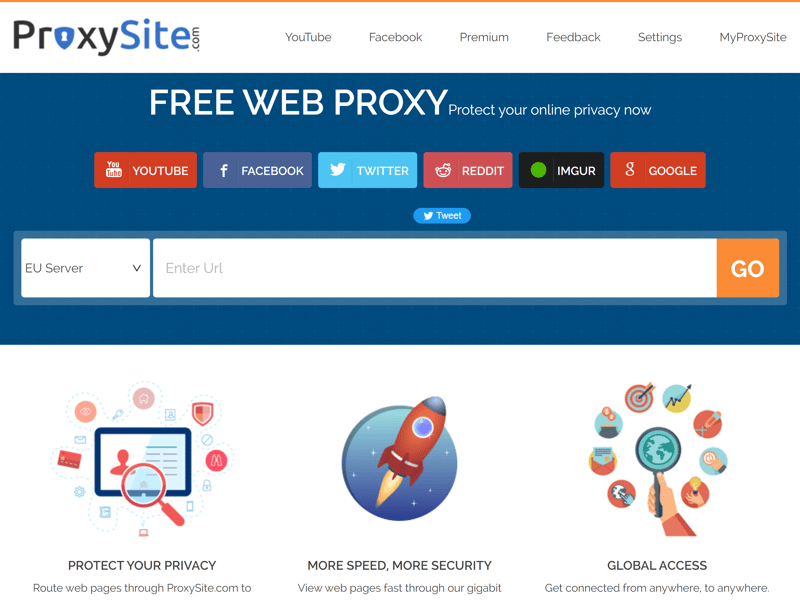 ProxySite.com
YouTube Facebook Premium Feedback Settings MyProxySite
FREE WEB PROXY Protect your online privacy now
You Tube YOUTUBE f FACEBOOK TWITTER REDDIT IMGUR g GOOGLE
Tweet
EU Server Enter Url GO
PROTECT YOUR PRIVACY MORE SPEED, MORE SECURITY GLOBAL ACCESS
Route web pages through ProxySite.com to View web pages fast through our gigabit Get connected from anywhere, to anywhere.